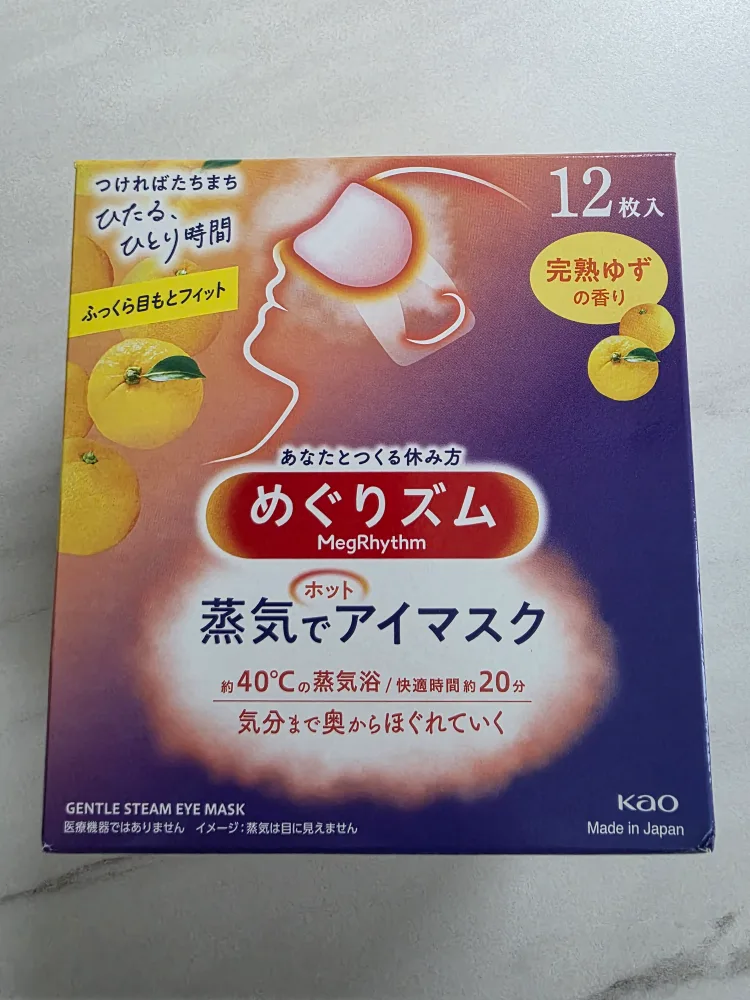 つければたちまち
ひたる、
ひとり時間
ふっくら目もとフィット
12枚入
完熟ゆず
の香り
あなたとつくる休み方
めぐりズム
MegRhythm
ホット
蒸気でアイマスク
約40℃の蒸気浴/快適時間約20分
気分まで奥からほぐれていく
GENTLE STEAM EYE MASK
医療機器ではありません イメージ:蒸気は目に見えません
Kao
Made in Japan